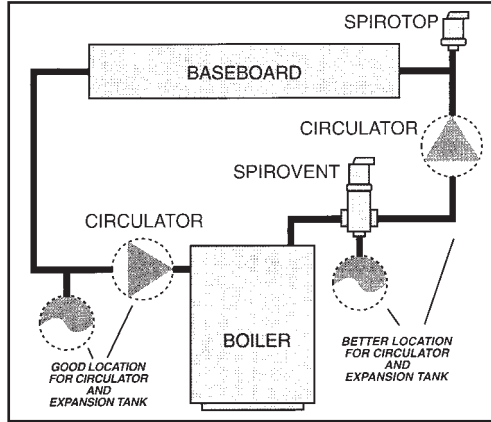 SPIROTOP
BASEBOARD
CIRCULATOR
SPIROVENT
CIRCULATOR
BOILER
GOOD LOCATION
FOR CIRCULATOR
AND
EXPANSION TANK
BETTER LOCATION
FOR CIRCULATOR
AND
EXPANSION TANK